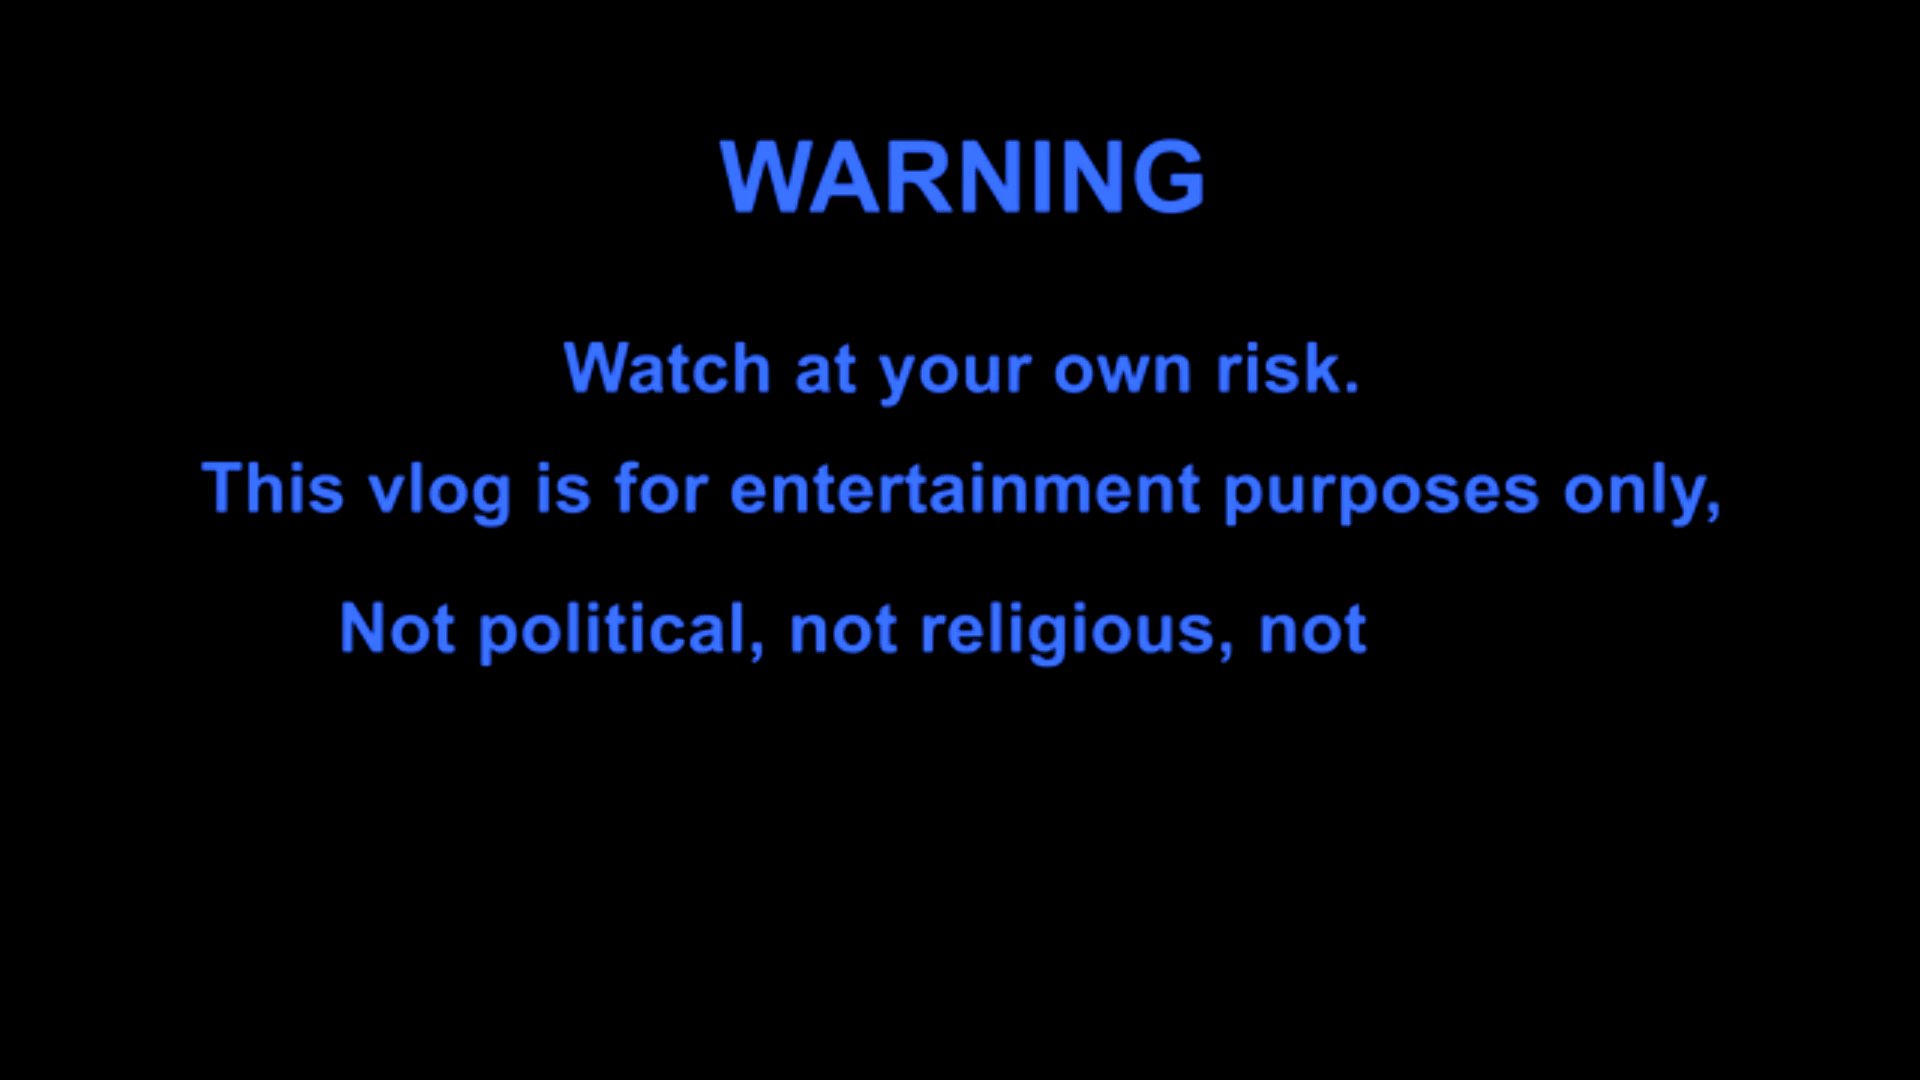 WARNING
Watch at your own risk.
This vlog is for entertainment purposes only,
Not political, not religious, not